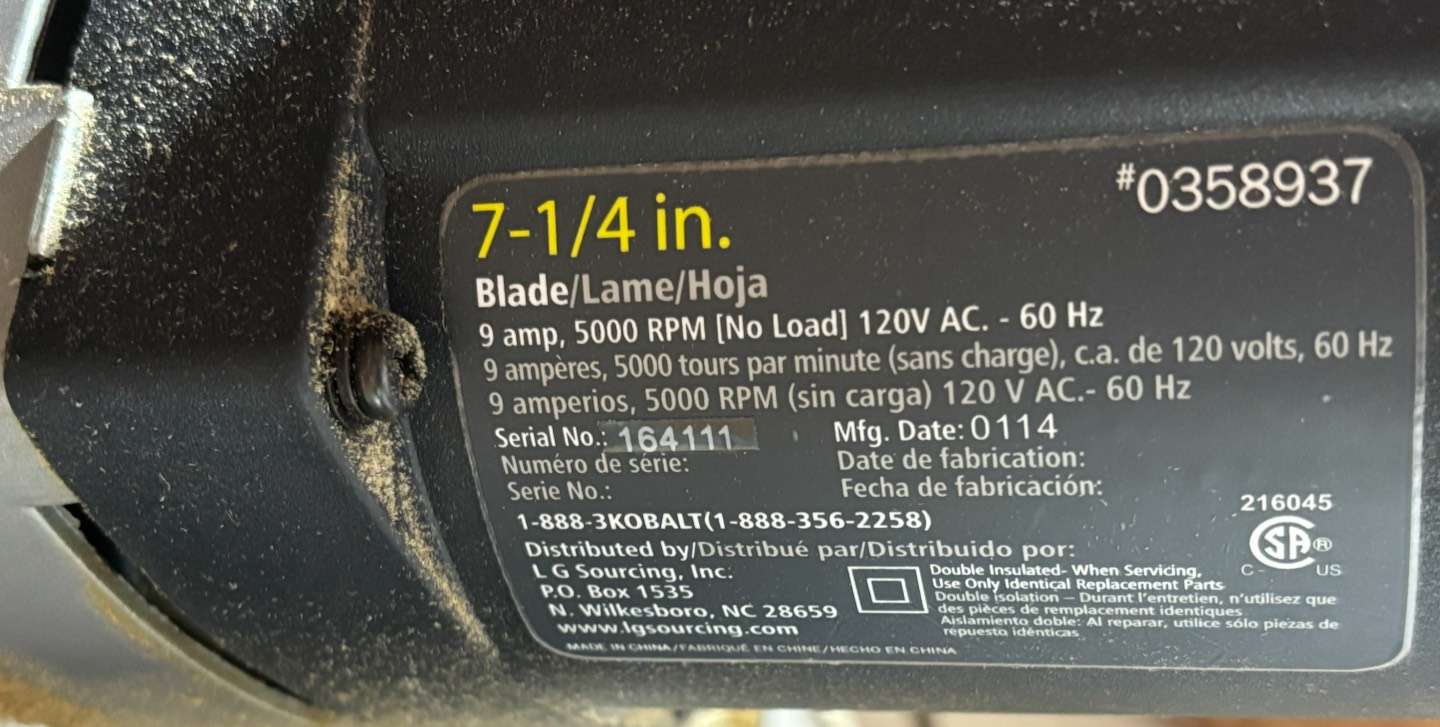 #0358937
7-1/4 in.
Blade/Lame/Hoja
9 amp, 5000 RPM [No Load] 120V AC. - 60 Hz
9 ampères, 5000 tours par minute (sans charge), c.a. de 120 volts, 60 Hz
9 amperios, 5000 RPM (sin carga) 120 V AC.- 60 Hz
Serial No.: 164111
Numéro de série:
Serie No.:
Mfg. Date: 0114
Date de fabrication:
Fecha de fabricación:
1-888-3KOBALT(1-888-356-2258)
Distributed by/Distribué par/Distribuido por:
L G Sourcing, Inc.
P.O. Box 1535
N. Wilkesboro, NC 28659
www.lgsourcing.com
216045
SA ®
C US
Double Insulated- When Servicing,
Use Only Identical Replacement Parts
Double isolation – Durant l'entretien, n'utilisez que
des pièces de remplacement identiques
Aislamiento doble: Al reparar, utilice sólo piezas de
repuesto idénticas
MADE IN CHINA/FABRIQUÉ EN CHINE/HECHO EN CHINA